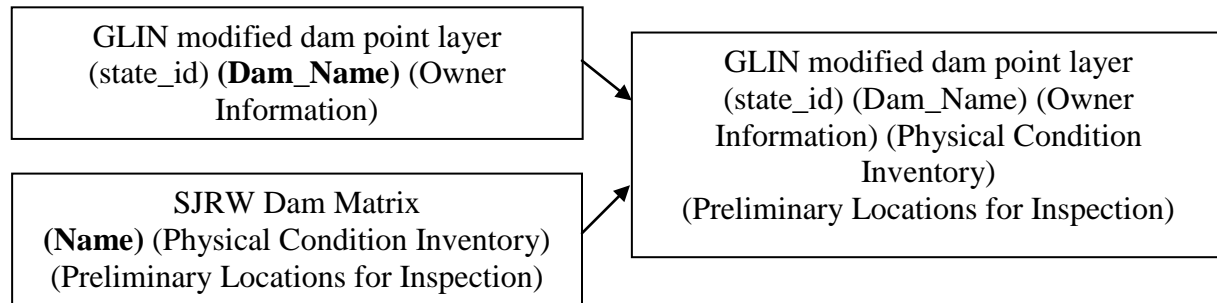 GLIN modified dam point layer
(state_id) (Dam_Name) (Owner
Information)
SJRW Dam Matrix
(Name) (Physical Condition Inventory)
(Preliminary Locations for Inspection)
GLIN modified dam point layer
(state_id) (Dam_Name) (Owner
Information) (Physical Condition
Inventory)
(Preliminary Locations for Inspection)